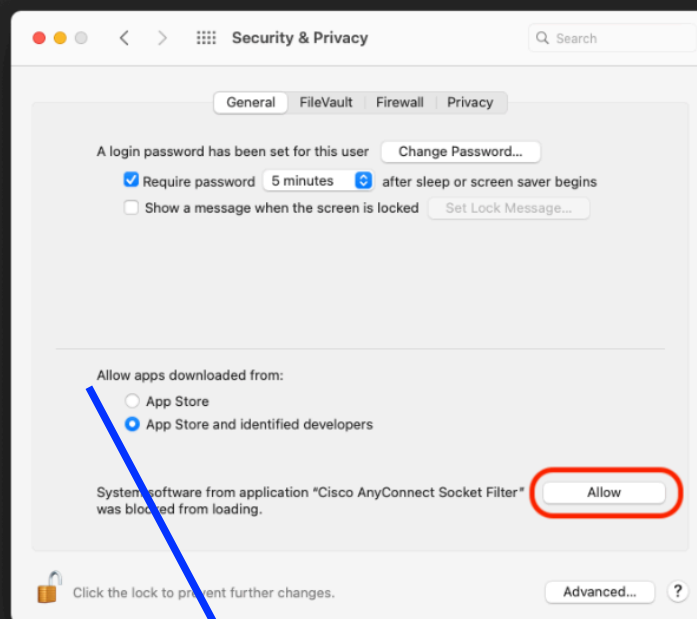 Security & Privacy
Search
General FileVault Firewall Privacy
A login password has been set for this user Change Password...
Require password 5 minutes after sleep or screen saver begins
Show a message when the screen is locked Set Lock Message...
Allow apps downloaded from:
App Store
App Store and identified developers
System software from application "Cisco AnyConnect Socket Filter" Allow
was blocked from loading.
Click the lock to prevent further changes. Advanced... ?